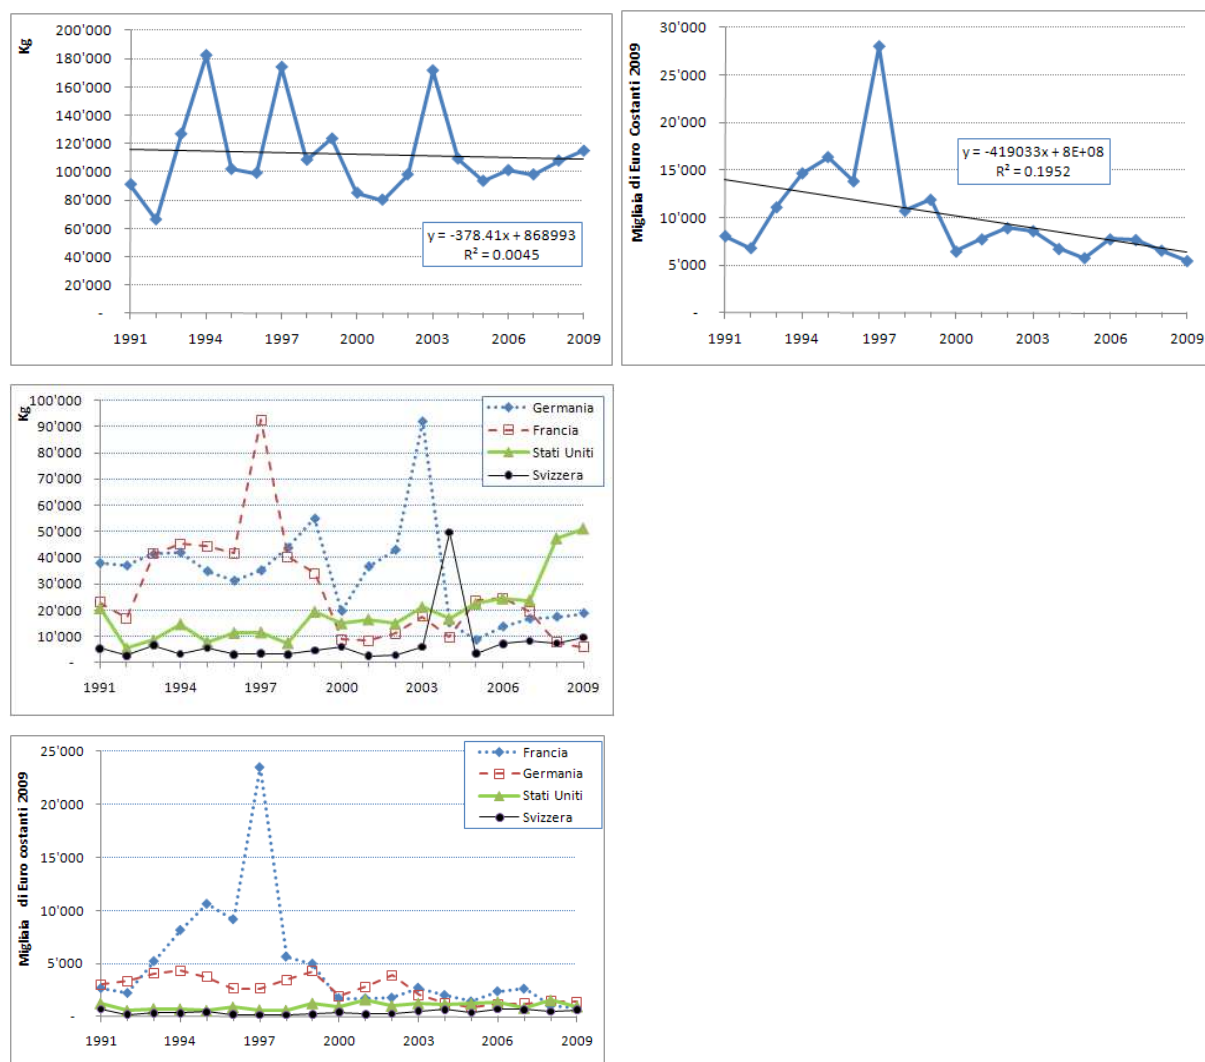 Kg
200'000
180'000
160'000
140'000
120'000
100'000
80'000
60'000
40'000
20'000
-
y = -378.41x + 868993
R² = 0.0045
1991 1994 1997 2000 2003 2006 2009
Migliaia di Euro Costanti 2009
30'000
25'000
20'000
15'000
10'000
5'000
-
y = -419033x + 8E+08
R² = 0.1952
1991 1994 1997 2000 2003 2006 2009
Kg
100'000
90'000
80'000
70'000
60'000
50'000
40'000
30'000
20'000
10'000
-
Germania
Francia
Stati Uniti
Svizzera
1991 1994 1997 2000 2003 2006 2009
Migliaia di Euro costanti 2009
25'000
20'000
15'000
10'000
5'000
-
Francia
Germania
Stati Uniti
Svizzera
1991 1994 1997 2000 2003 2006 2009